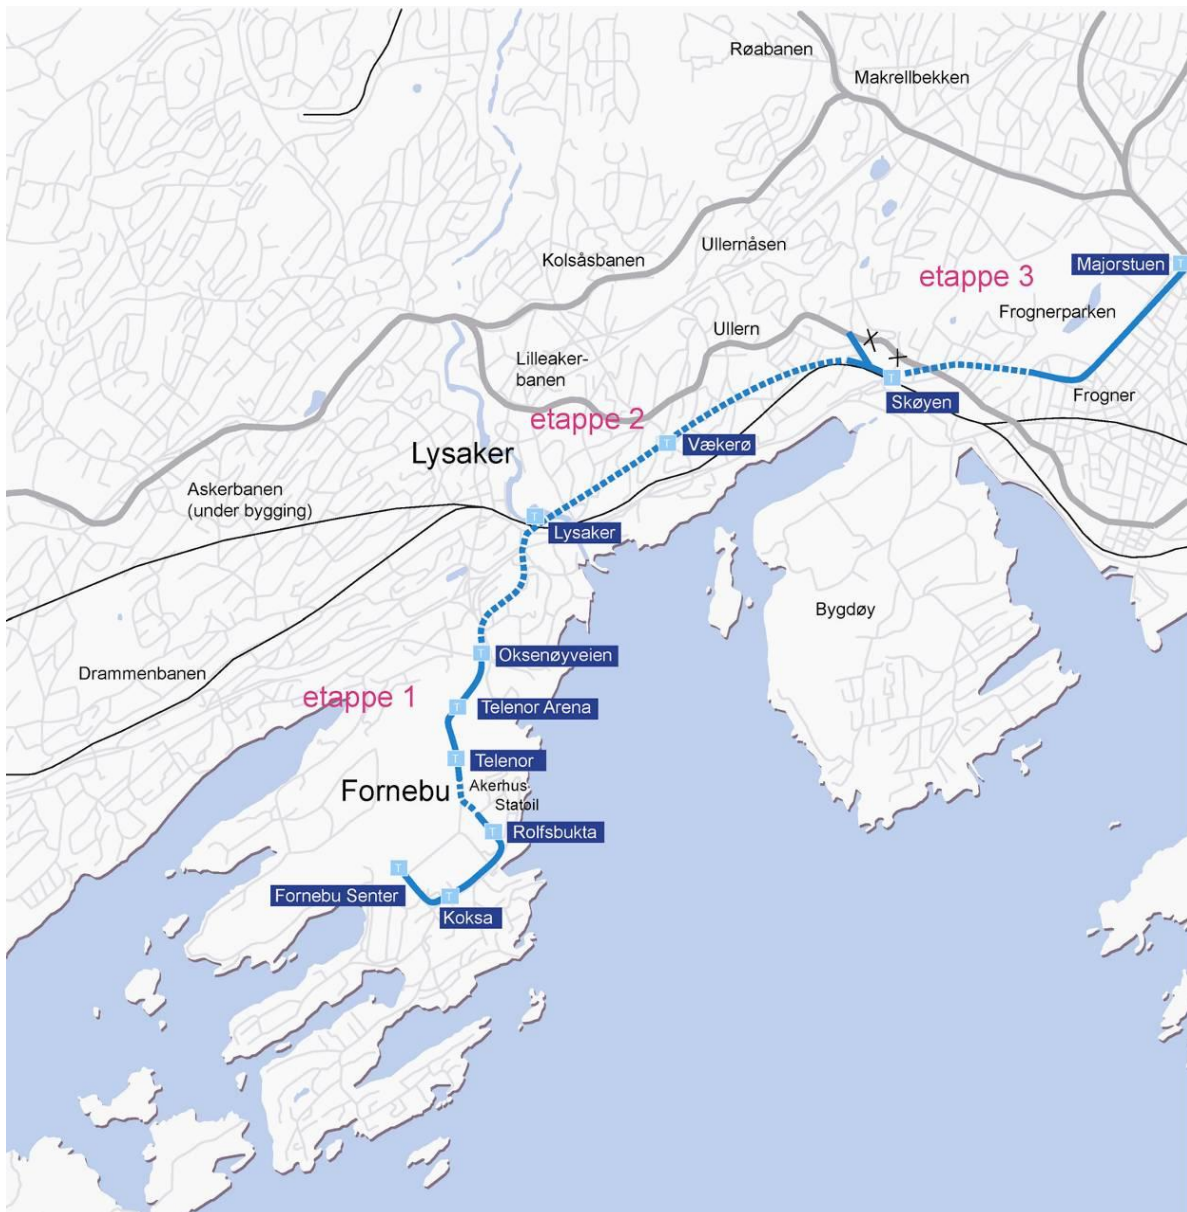 Røabanen
Makrellbekken
Ullernåsen
Kolsåsbanen
Majorstuen
T
etappe 3
Frognerparken
Ullern
Lilleaker-
banen
T
Skøyen
Frogner
etappe 2
Lysaker
T
Vækerø
Askerbanen
(under bygging)
T
Lysaker
Bygdøy
T
Oksenøyveien
Drammenbanen
etappe 1
T
Telenor Arena
T
Telenor
Fornebu
Akerhus
Statøil
T
Rolfsbukta
T
Fornebu Senter
T
Koksa